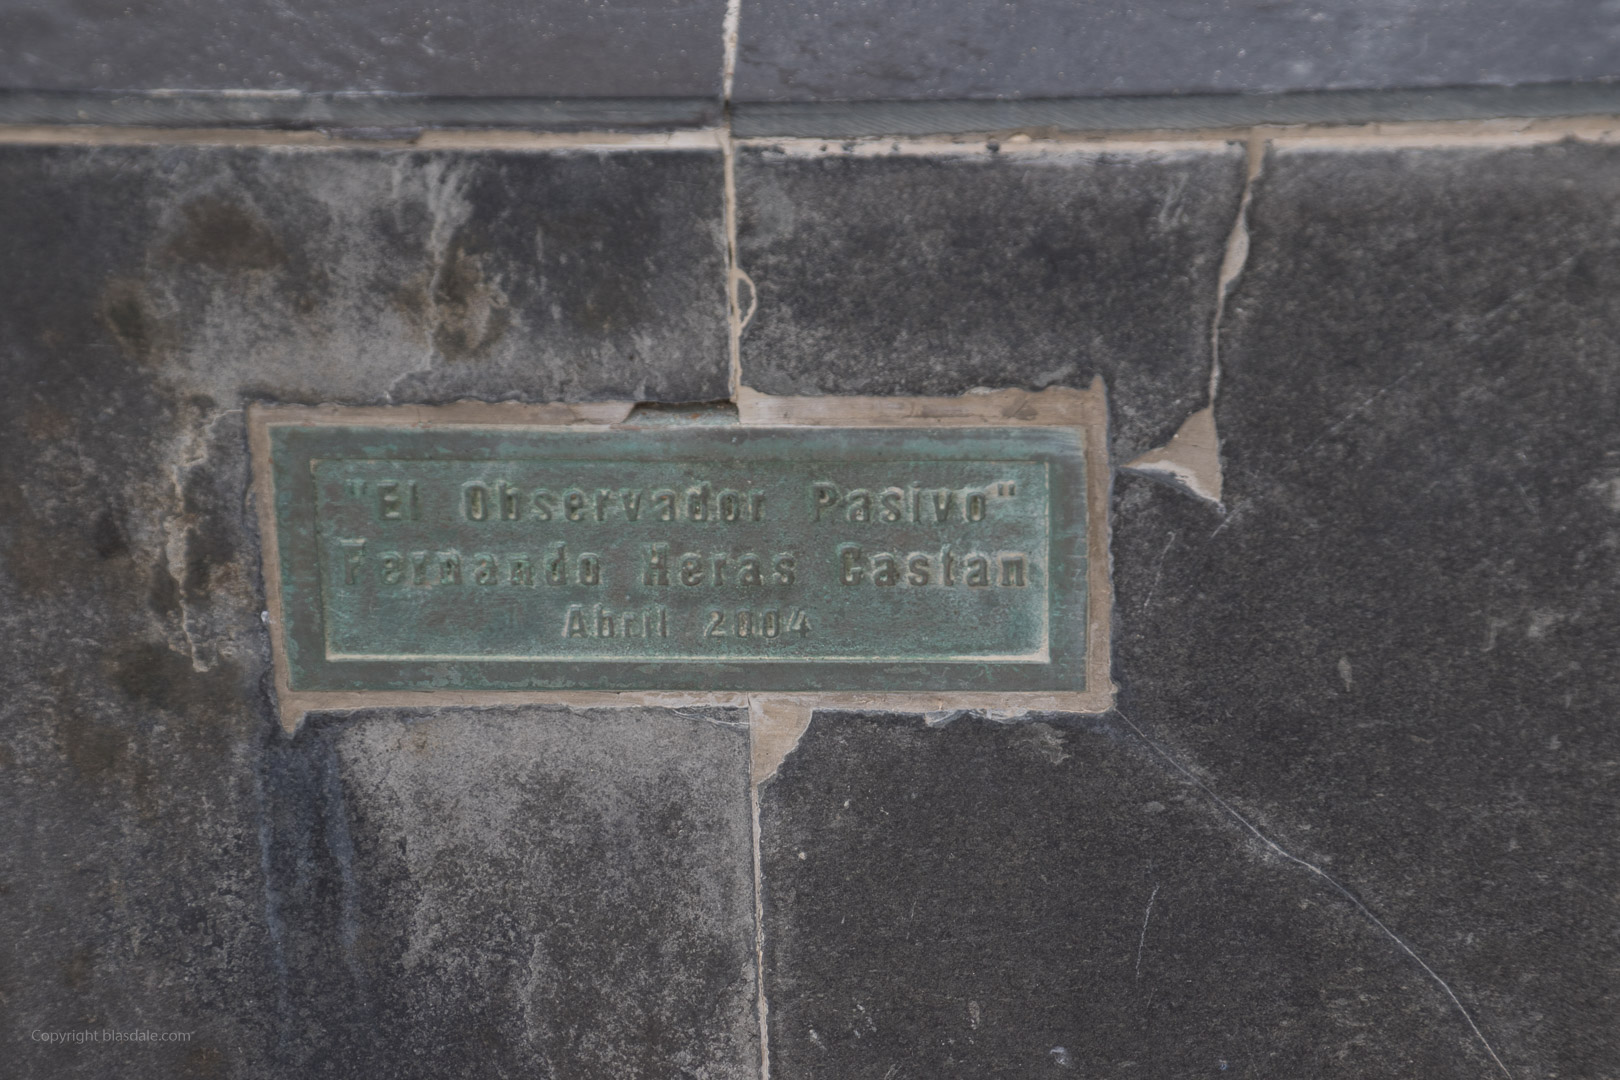 "El Observador Pasivo"
Fernando Heras Castan
Abril 2004
Copyright blasdale.com